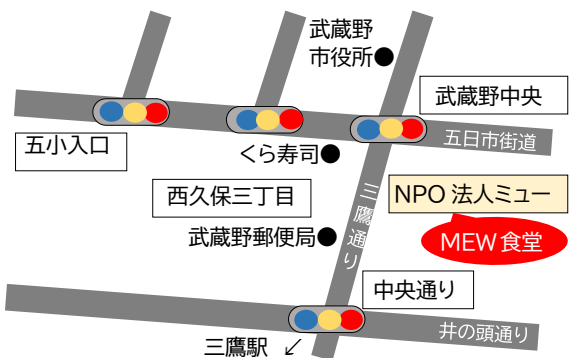 武蔵野
市役所●
武蔵野中央
五小入口
くら寿司●
五日市街道
西久保三丁目
三鷹通り
NPO 法人ミュー
武蔵野郵便局●
MEW 食堂
中央通り
井の頭通り
三鷹駅 ↙